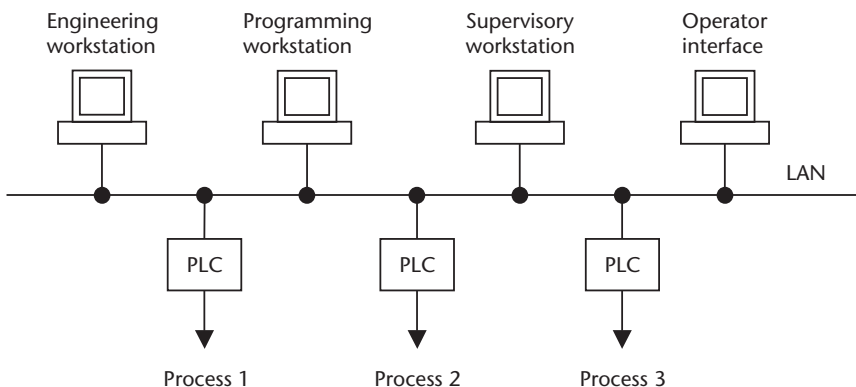 Engineering
workstation
Programming
workstation
Supervisory
workstation
Operator
interface
LAN
PLC
PLC
PLC
Process 1
Process 2
Process 3